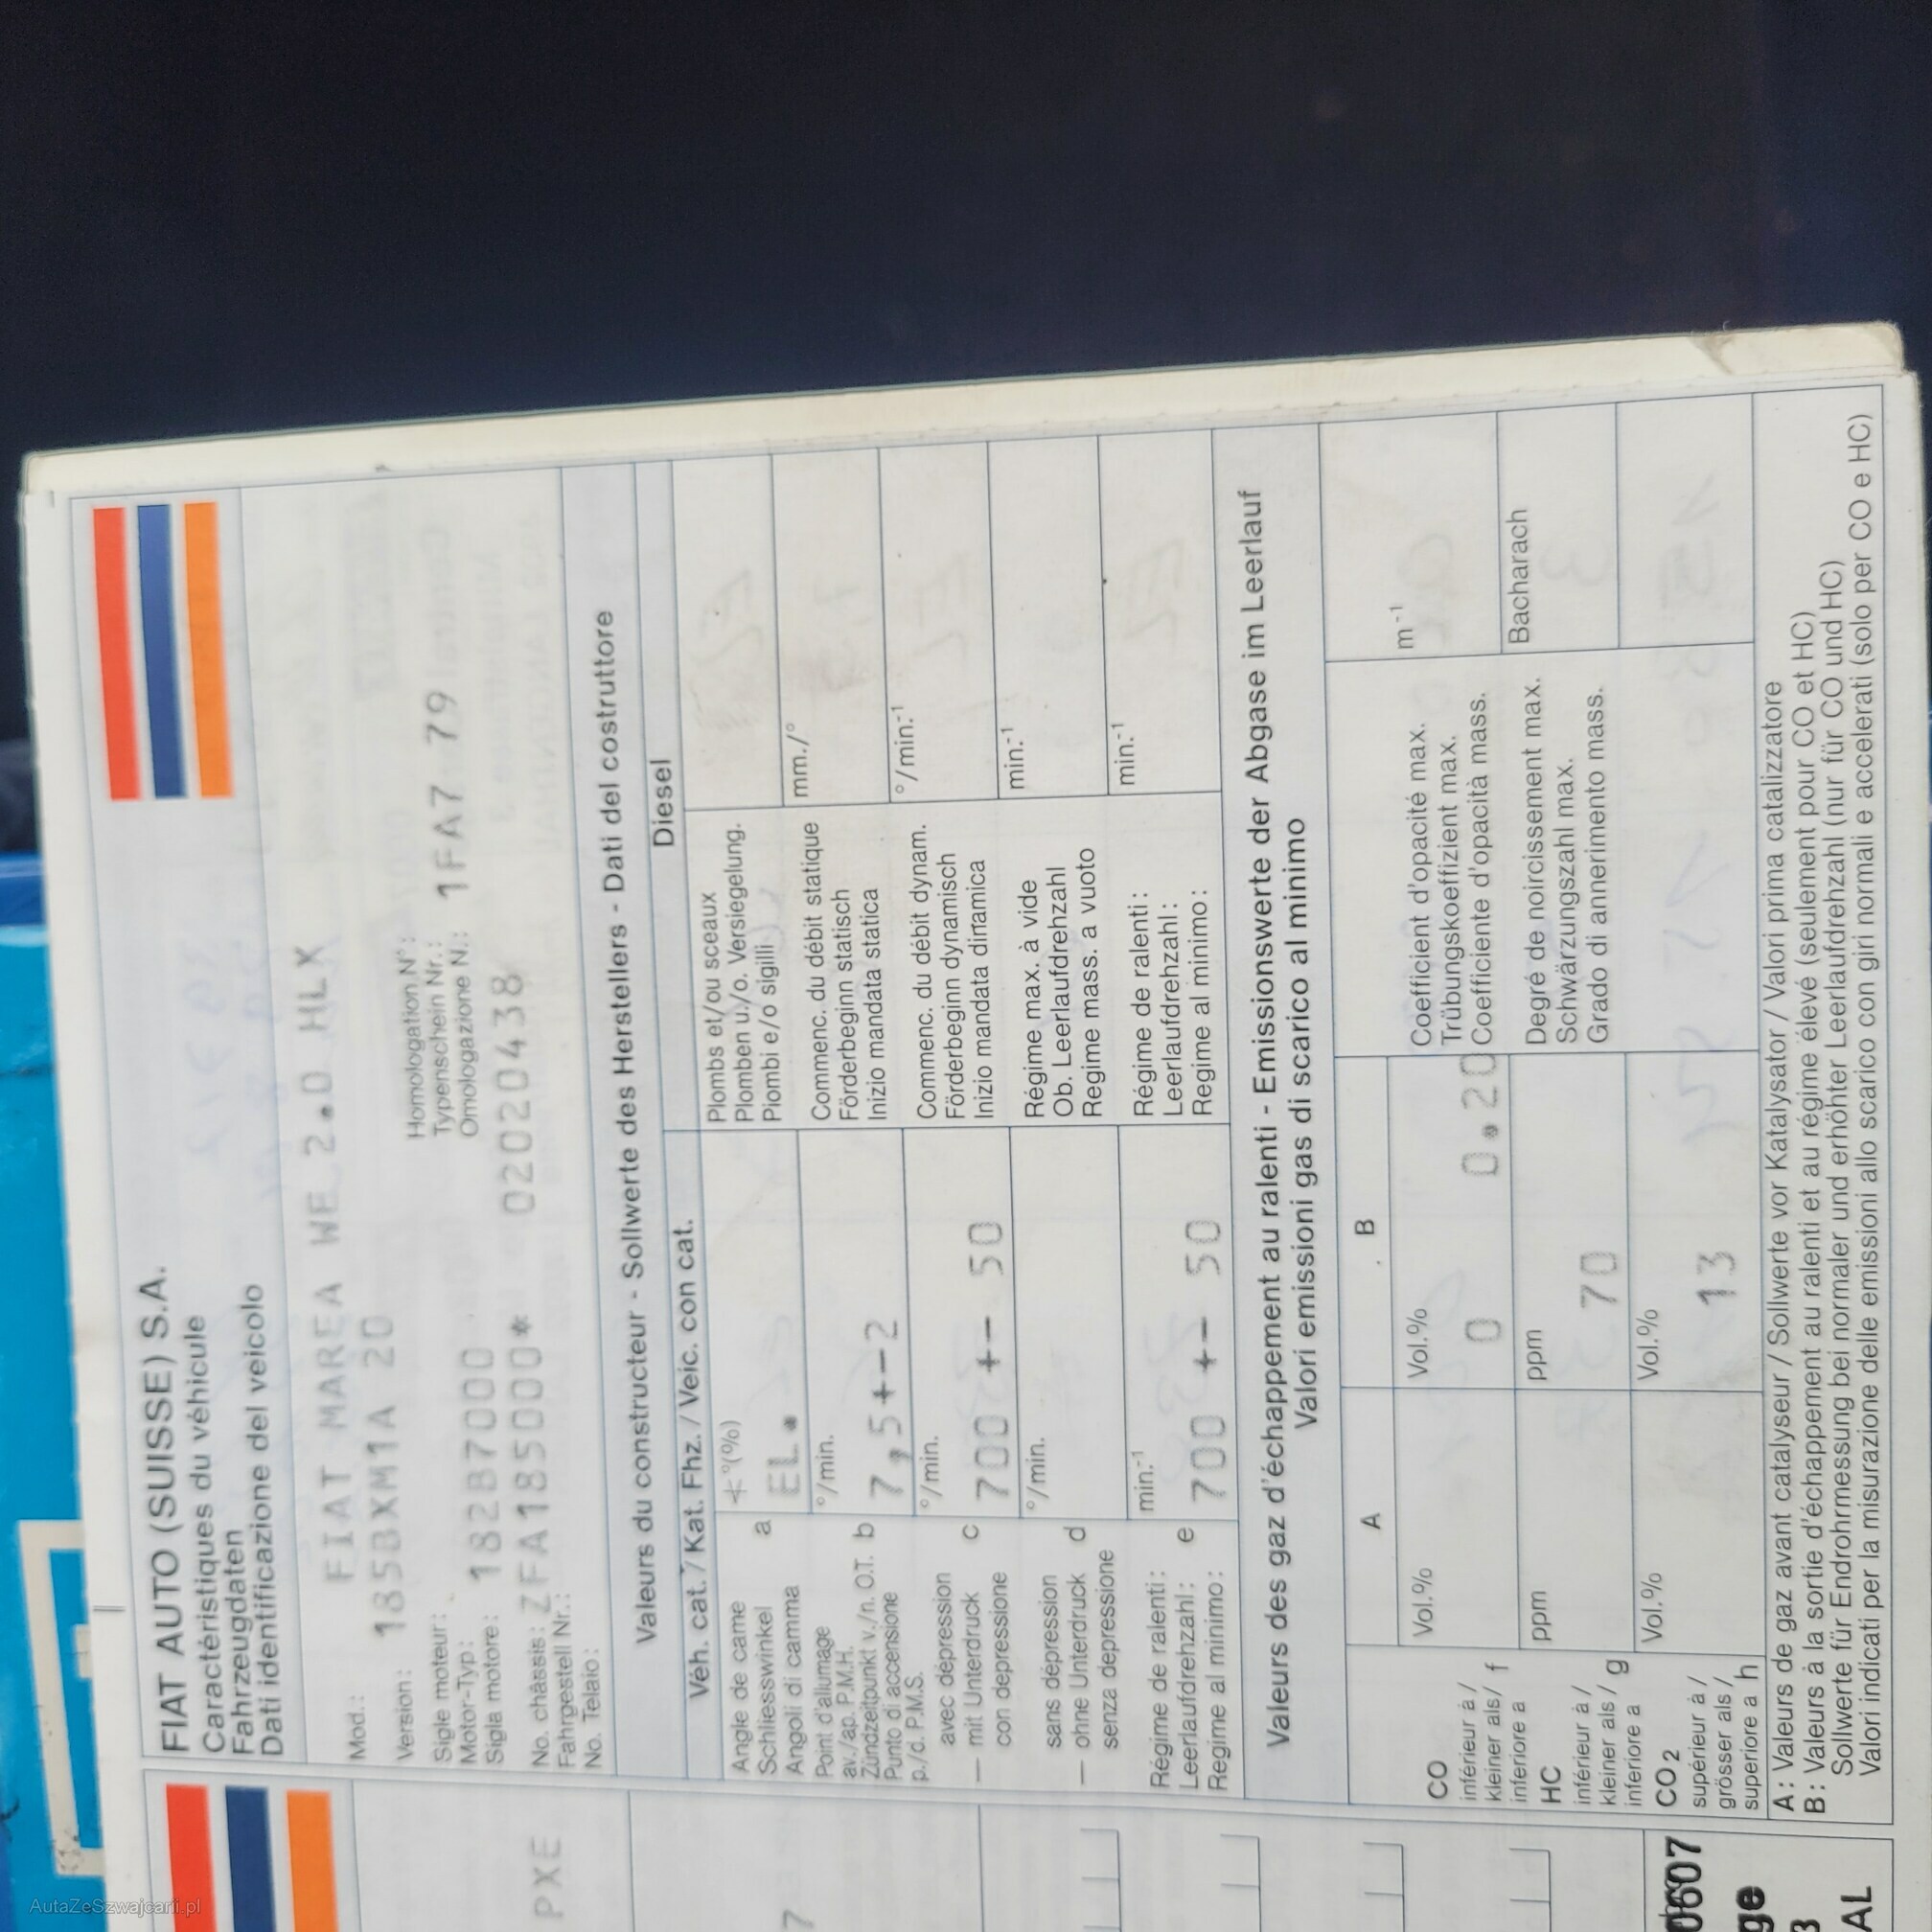 FIAT AUTO (SUISSE) S.A.
Caractéristiques du véhicule
Fahrzeugdaten
Dati identificazione del veicolo
Mod.: FIAT MAREA WE 2.0 HLX
Version: 185BXM1A 20
Homologation N°:
Typenschein Nr.: 1FA7 79
Omologazione N.:
Sigle moteur:
Motor-Typ: 182B7000
Sigla motore:
No. châssis: ZFA185000* 02020438
Fahrgestell Nr.:
No. Telaio:
Valeurs du constructeur - Sollwerte des Herstellers - Dati del costruttore
Véh. cat. / Kat. Fhz. / Veic. con cat.
Diesel
Angle de came
Schliesswinkel a
Angoli di camma
°(%)
EL.
Plombs et/ou sceaux
Plomben u./o. Versiegelung.
Piombi e/o sigilli
Point d'allumage
av./ap. P.M.H.
Zündzeitpunkt v./n. O.T. b
Punto di accensione
p./d. P.M.S.
°/min.
7,5+-2
Commenc. du débit statique
Förderbeginn statisch
Inizio mandata statica
mm./°
avec dépression
— mit Unterdruck c
con depressione
°/min.
700 +- 50
Commenc. du débit dynam.
Förderbeginn dynamisch
Inizio mandata dinamica
°/min.-1
sans dépression
— ohne Unterdruck d
senza depressione
°/min.
Régime max. à vide
Ob. Leerlaufdrehzahl
Regime mass. a vuoto
min.-1
Régime de ralenti:
Leerlaufdrehzahl: e
Regime al minimo:
min.-1
700 +- 50
Régime de ralenti:
Leerlaufdrehzahl:
Regime al minimo:
min.-1
Valeurs des gaz d'échappement au ralenti - Emissionswerte der Abgase im Leerlauf
Valori emissioni gas di scarico al minimo
A
B
CO
inférieur à /
kleiner als / f
inferiore a
Vol.%
Vol.%
0 0.20
Coefficient d'opacité max.
Trübungskoeffizient max.
Coefficiente d'opacità mass.
m-1
HC
inférieur à /
kleiner als / g
inferiore a
ppm
ppm
70
Degré de noircissement max.
Schwärzungszahl max.
Grado di annerimento mass.
Bacharach
CO2
supérieur à /
grösser als /
superiore a h
Vol.%
Vol.%
13
A: Valeurs de gaz avant catalyseur / Sollwerte vor Katalysator / Valori prima catalizzatore
B: Valeurs à la sortie d'échappement au ralenti et au régime élevé (seulement pour CO et HC)
Sollwerte für Endrohrmessung bei normaler und erhöhter Leerlaufdrehzahl (nur für CO und HC)
Valori indicati per la misurazione delle emissioni allo scarico con giri normali e accelerati (solo per CO e HC)
PXE
7
0607
ge
AL
AutaZeSzwajcarii.pl